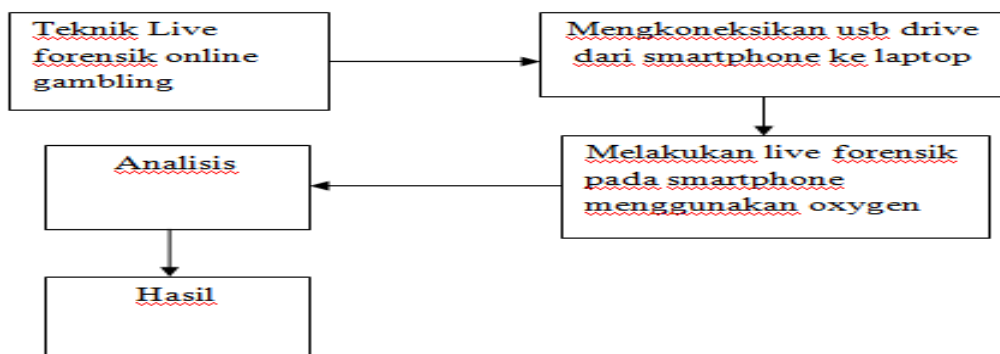 Teknik Live
forensik online
gambling
Mengkoneksikan usb drive
dari smartphone ke laptop
Melakukan live forensik
pada smartphone
menggunakan oxygen
Analisis
Hasil